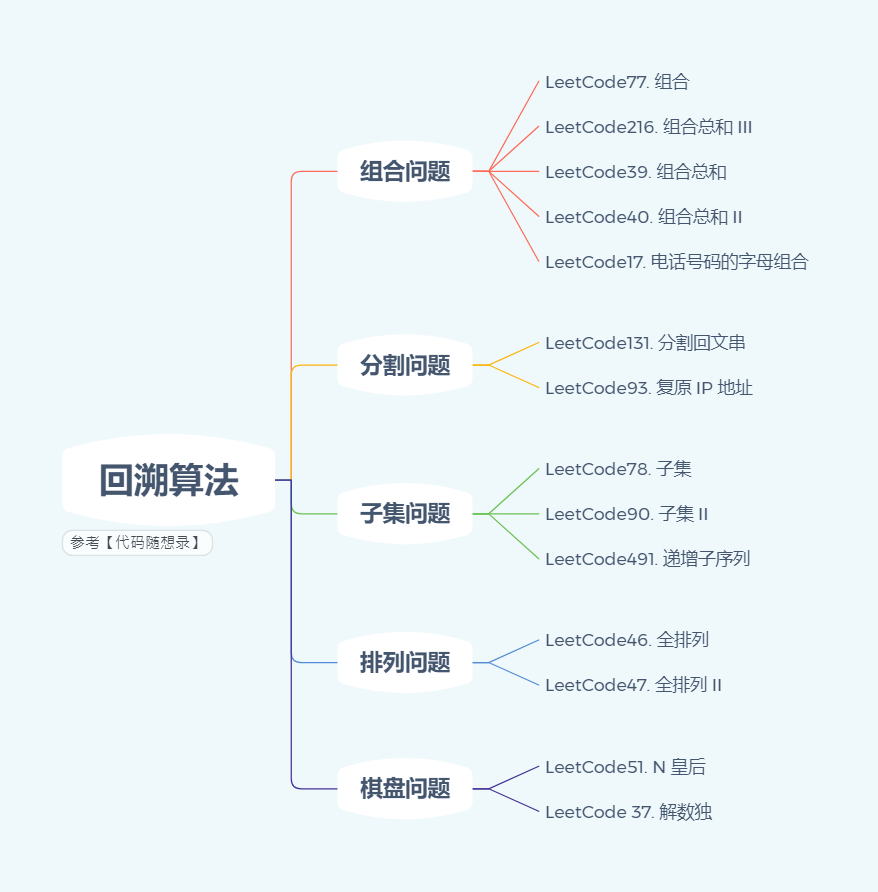 回溯算法
参考【代码随想录】
组合问题
LeetCode77. 组合
LeetCode216. 组合总和 III
LeetCode39. 组合总和
LeetCode40. 组合总和 II
LeetCode17. 电话号码的字母组合
分割问题
LeetCode131. 分割回文串
LeetCode93. 复原 IP 地址
子集问题
LeetCode78. 子集
LeetCode90. 子集 II
LeetCode491. 递增子序列
排列问题
LeetCode46. 全排列
LeetCode47. 全排列 II
棋盘问题
LeetCode51. N 皇后
LeetCode 37. 解数独